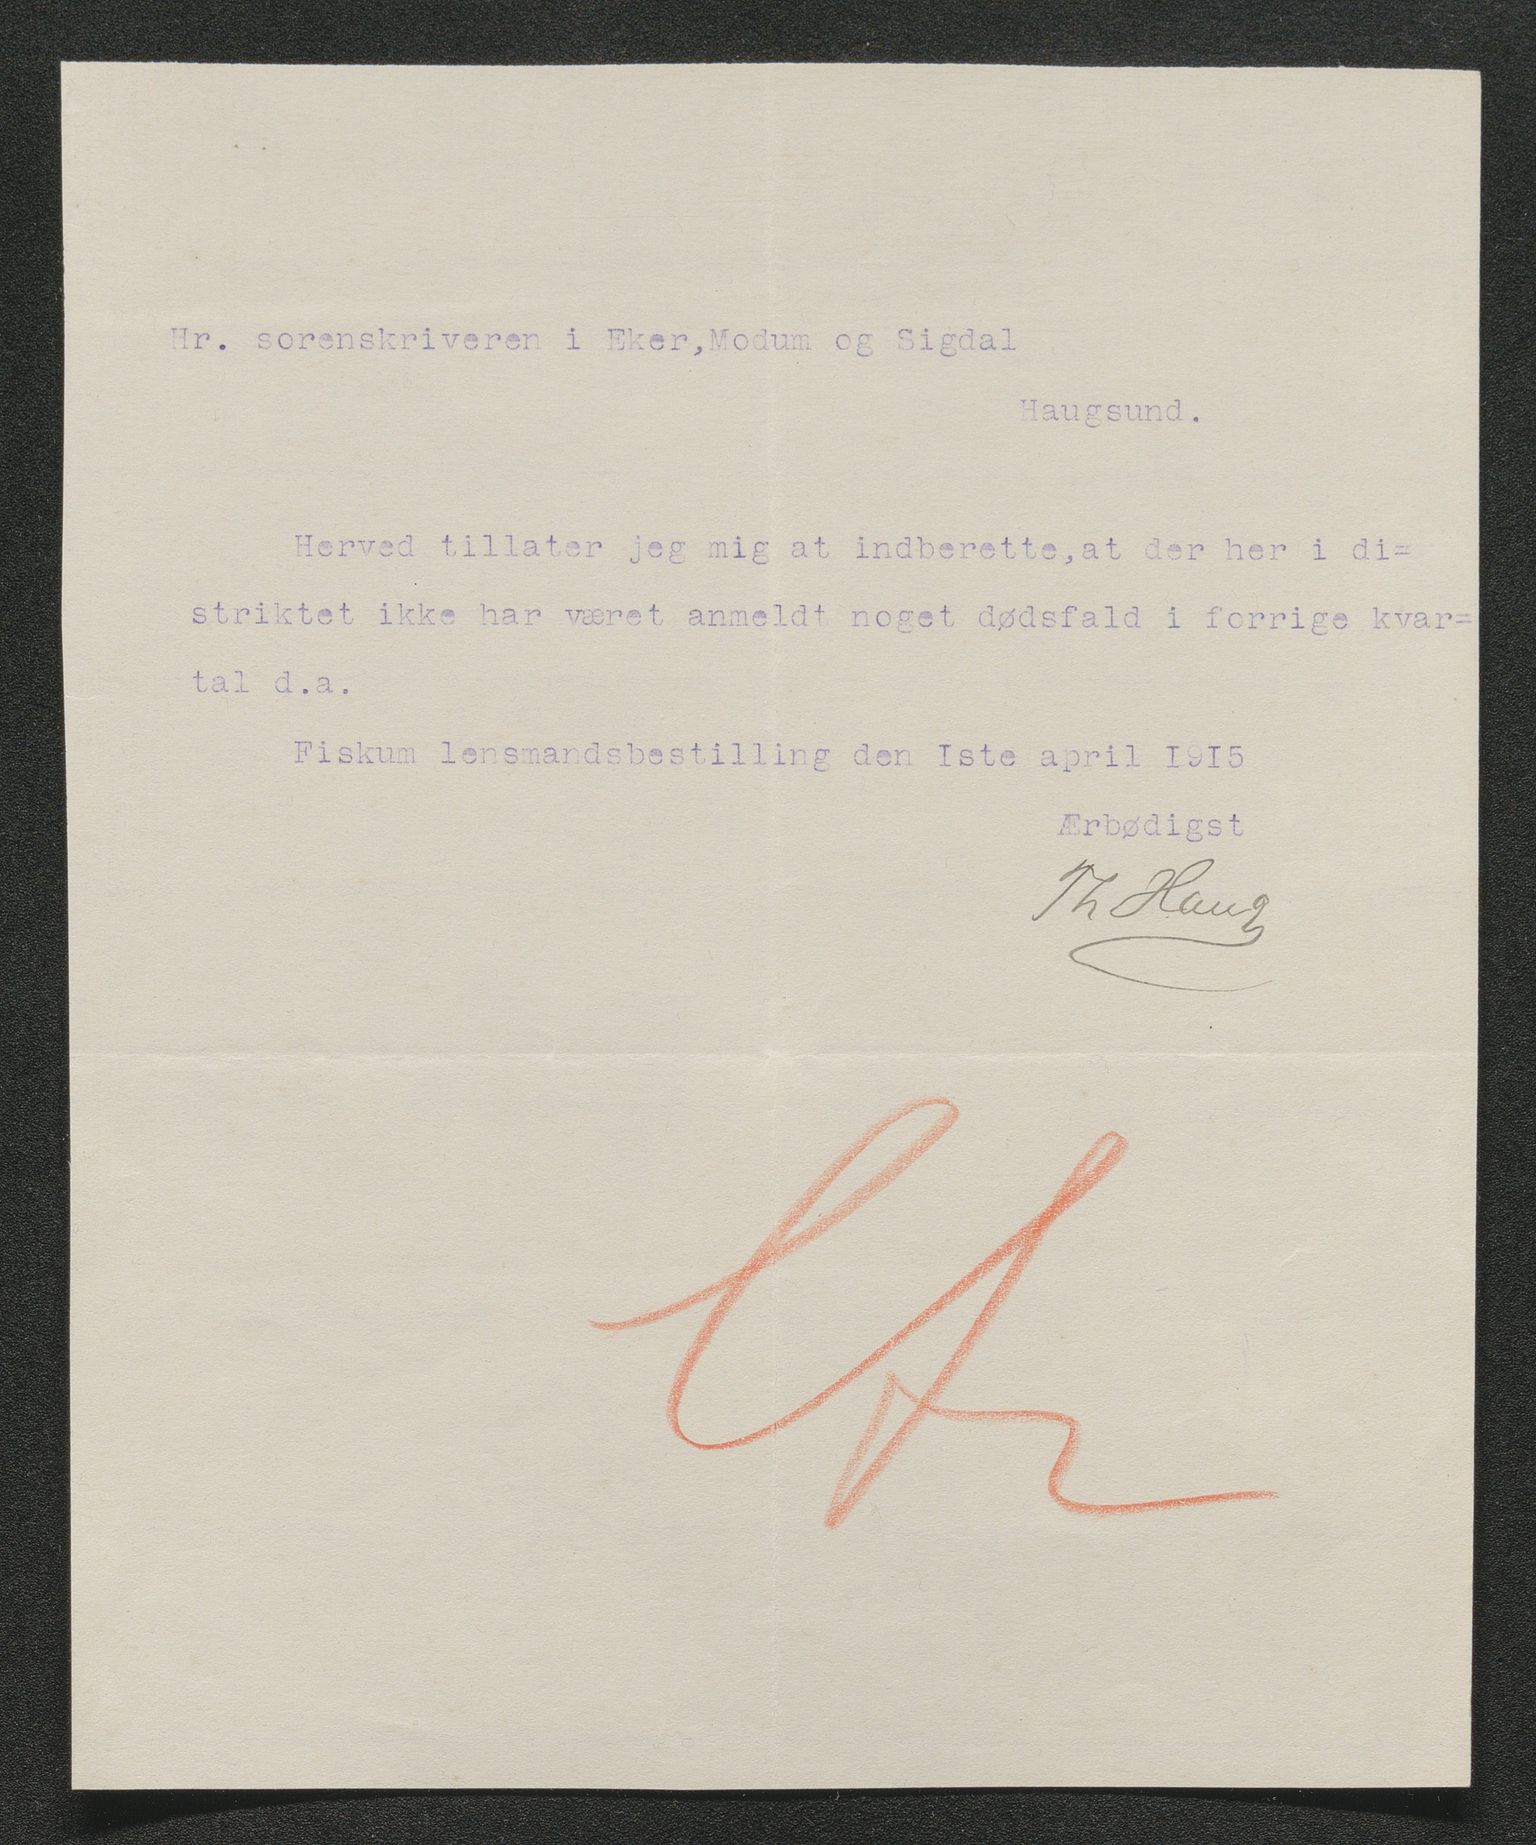 Hr. sorenskriveren i Eker,Modum og Sigdal
Haugsund.
Herved tillater jeg mig at indberette,at der her i di=
striktet ikke har været anmeldt noget dødsfald i forrige kvar=
tal d.a.
Fiskum lensmandsbestilling den Iste april I9I5
Ærbødigst
Th Haug